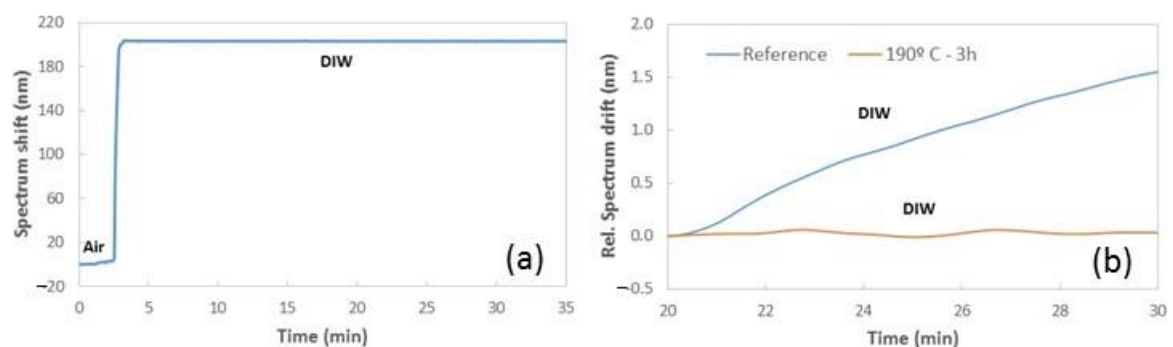 220
180
140
100
60
20
−20
Spectrum shift (nm)
Air
DIW
(a)
0 5 10 15 20 25 30 35
Time (min)
2.0
1.5
1.0
0.5
0.0
−0.5
Rel. Spectrum drift (nm)
Reference 190º C - 3h
DIW
DIW
(b)
20 22 24 26 28 30
Time (min)